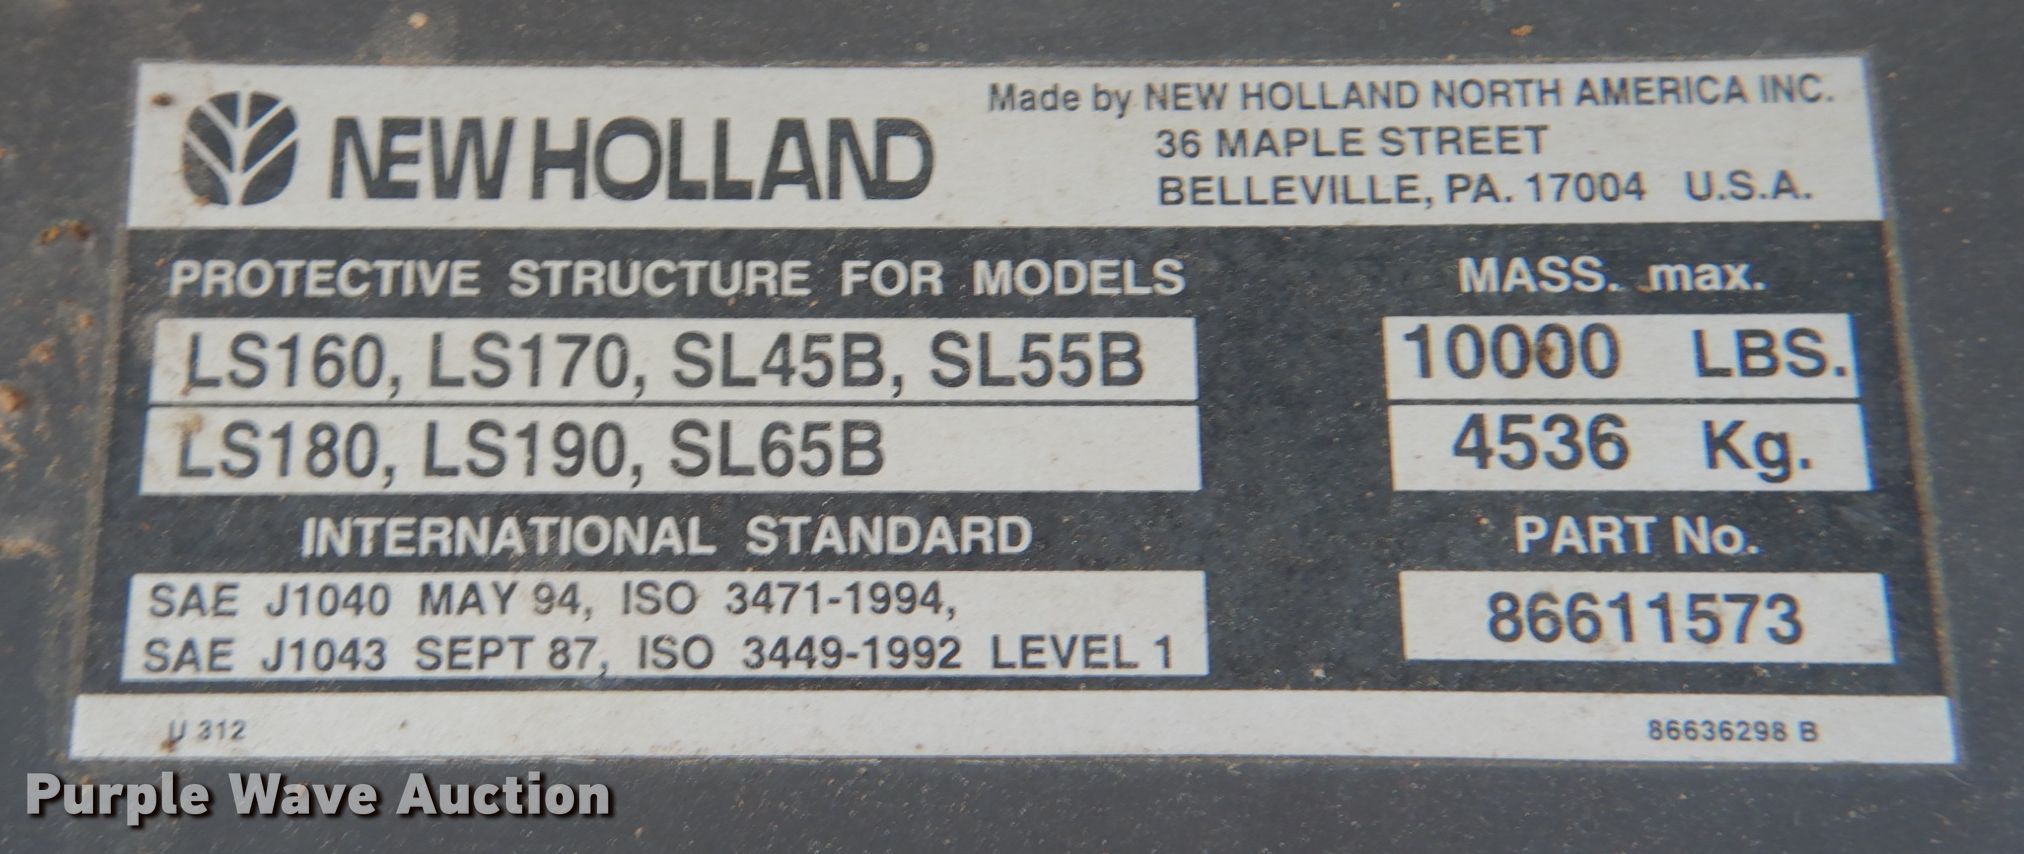 NEW HOLLAND
Made by NEW HOLLAND NORTH AMERICA INC.
36 MAPLE STREET
BELLEVILLE, PA. 17004 U.S.A.
PROTECTIVE STRUCTURE FOR MODELS
LS160, LS170, SL45B, SL55B
LS180, LS190, SL65B
MASS. max.
10000 LBS.
4536 Kg.
INTERNATIONAL STANDARD
SAE J1040 MAY 94, ISO 3471-1994,
SAE J1043 SEPT 87, ISO 3449-1992 LEVEL 1
PART No.
86611573
U 312
86636298 B
Purple Wave Auction